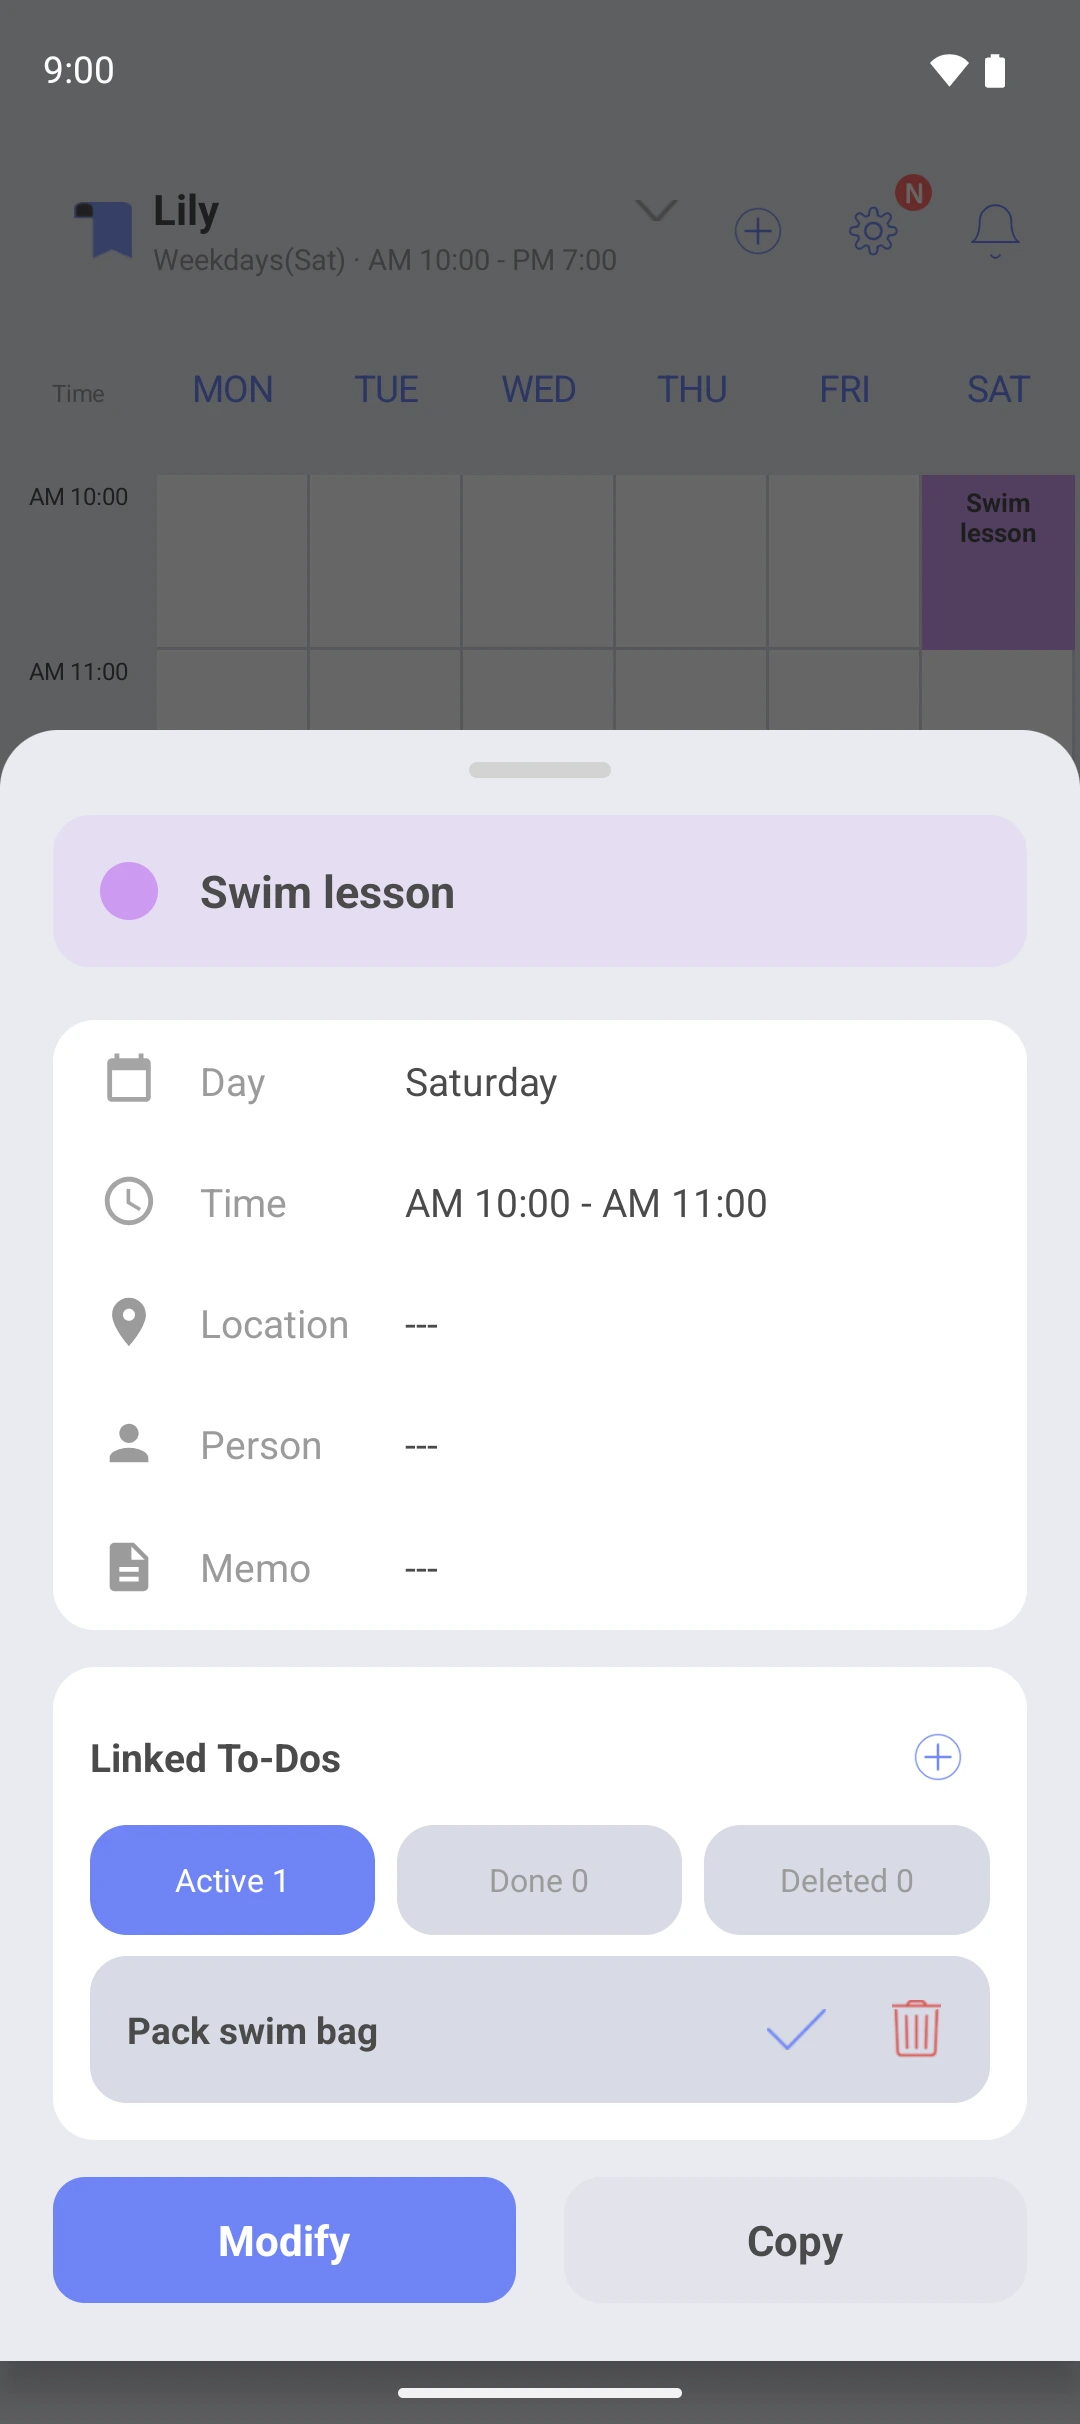 9:00
Lily
N
Weekdays(Sat) · AM 10:00 - PM 7:00
Time MON TUE WED THU FRI SAT
AM 10:00
Swim
lesson
AM 11:00
Swim lesson
Day Saturday
Time AM 10:00 - AM 11:00
Location ---
Person ---
Memo ---
Linked To-Dos
Active 1 Done 0 Deleted 0
Pack swim bag
Modify Copy